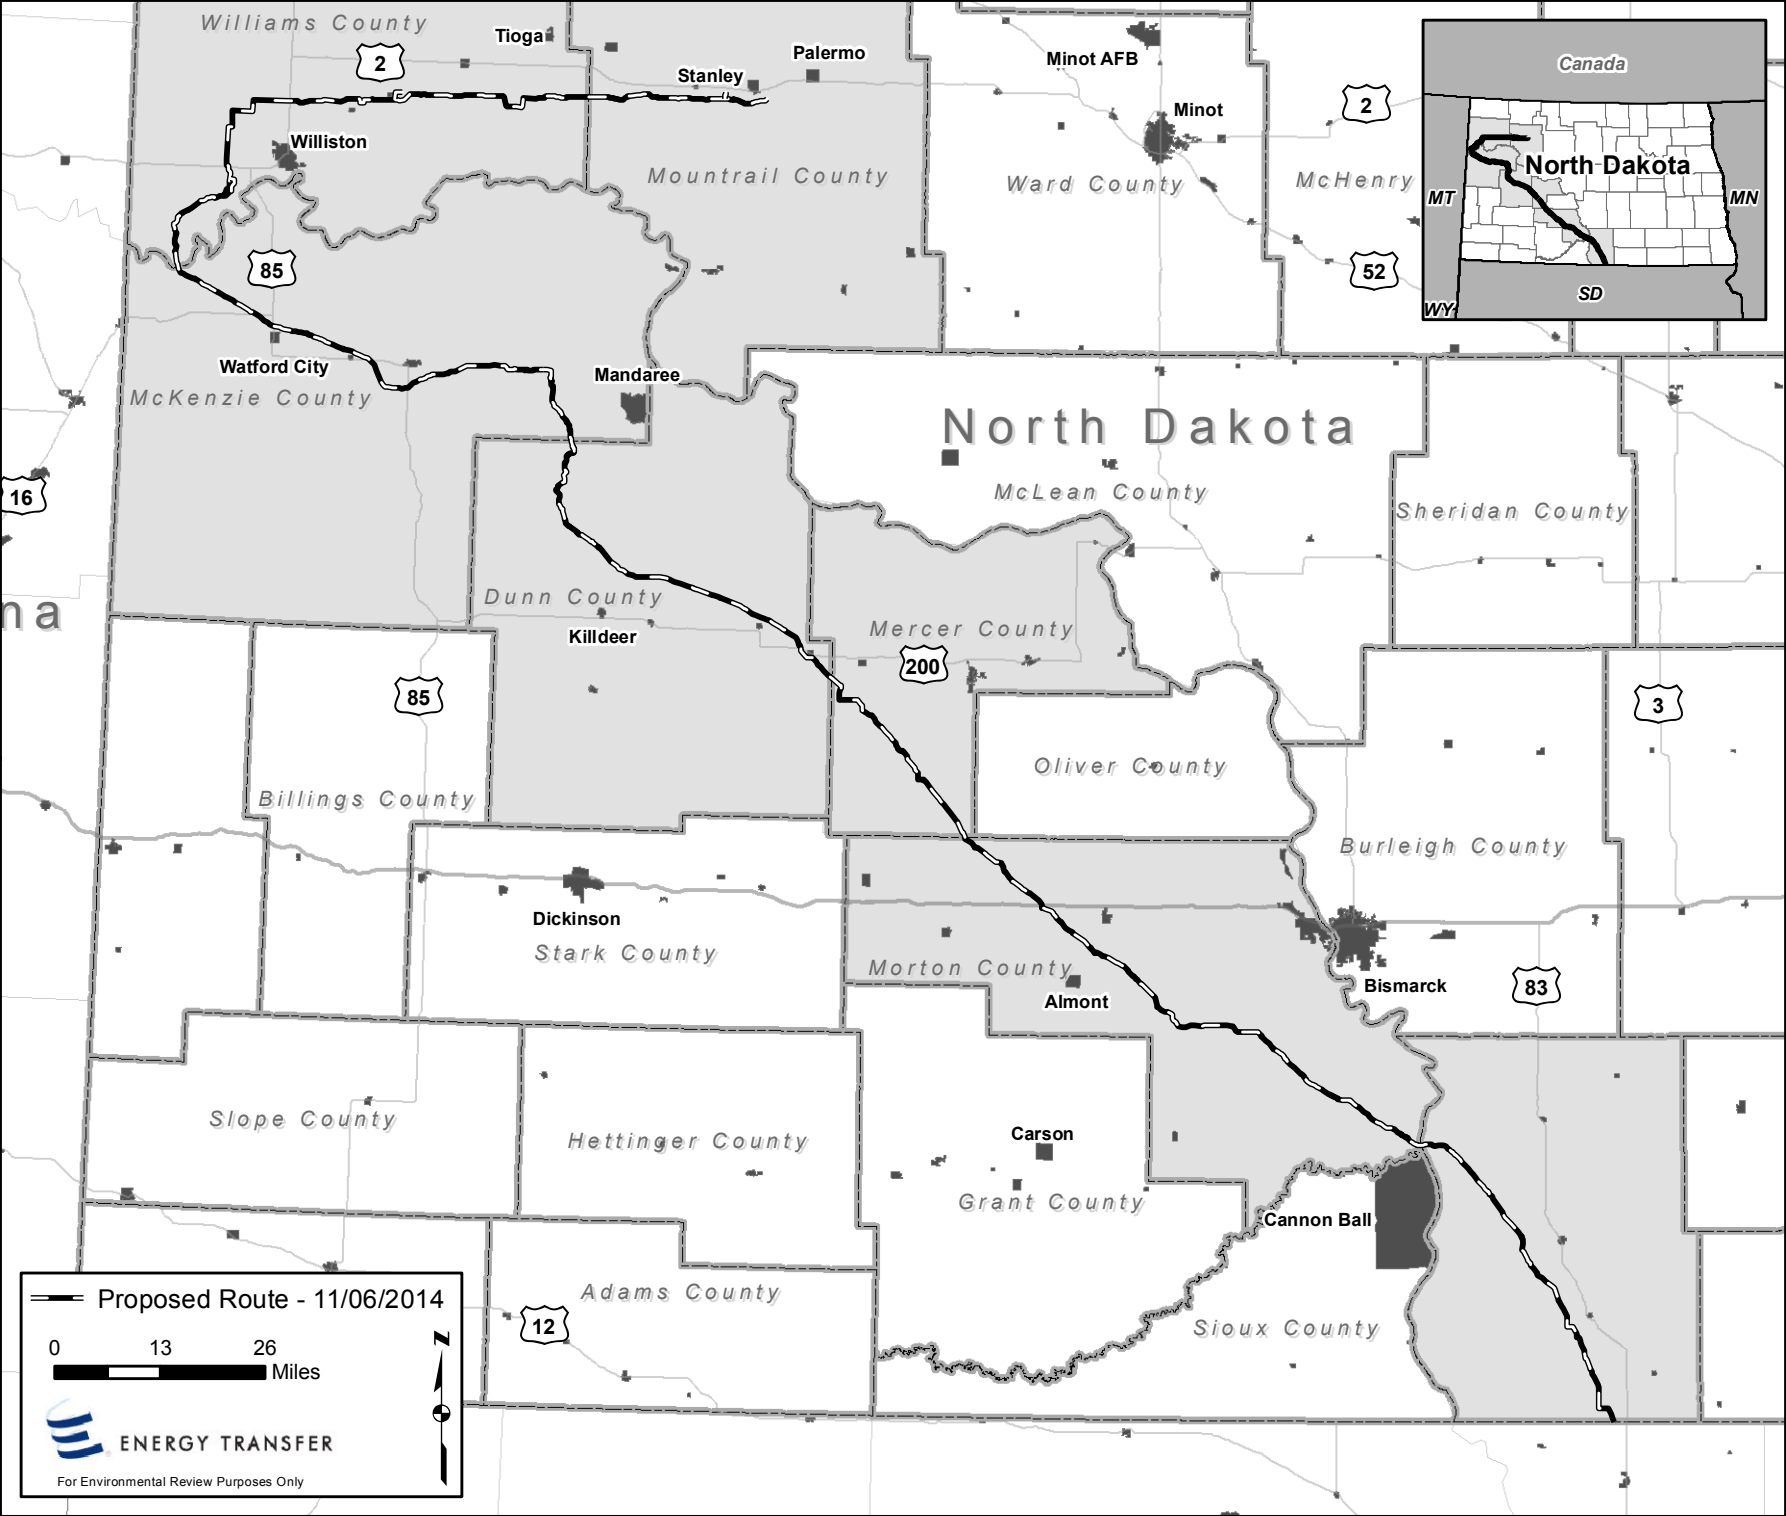 Williams County
Tioga
2
Stanley
Palermo
Minot AFB
Minot
2
Canada
North Dakota
MT
MN
WY
SD
Williston
Mountrail County
Ward County
McHenry
85
52
Watford City
McKenzie County
Mandaree
North Dakota
McLean County
Sheridan County
16
na
Dunn County
Killdeer
Mercer County
200
85
3
Oliver County
Billings County
Burleigh County
Dickinson
Stark County
Morton County
Almont
Bismarck
83
Slope County
Hettinger County
Carson
Grant County
Cannon Ball
Adams County
12
Sioux County
Proposed Route - 11/06/2014
0 13 26
Miles
N
ENERGY TRANSFER
For Environmental Review Purposes Only